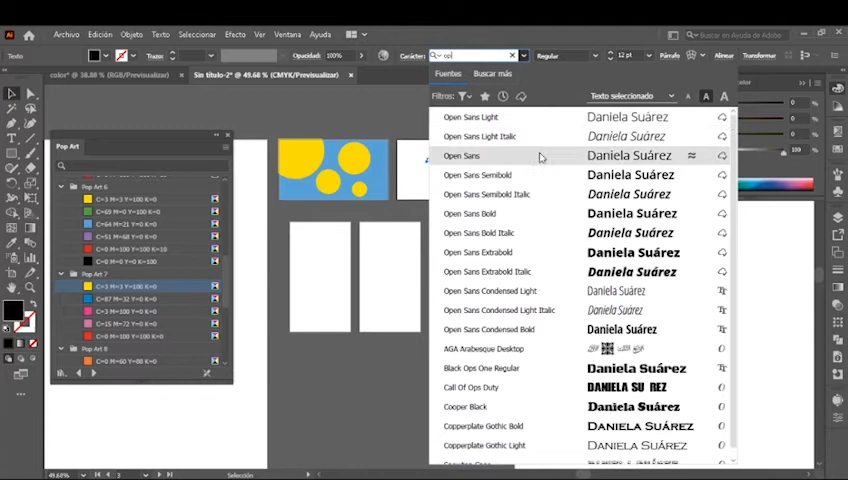 Archivo Edición Objeto Texto Seleccionar Efecto Ver Ventana Ayuda Buscar en Ayuda de Adobe
Texto Trazo: Opacidad: 100% Carácter: Regular 12 pt Párrafo Alinear Transformar
color* @ 38.88 % (RGB/Previsualizar) × Sin título-2* @ 49.68 % (CMYK/Previsualizar) ×
Fuentes Buscar más
Filtros: Texto seleccionado A A A
Pop Art
Pop Art 6
C=3 M=3 Y=100 K=0
C=69 M=0 Y=100 K=0
C=64 M=21 Y=0 K=0
C=51 M=68 Y=0 K=0
C=0 M=100 Y=100 K=10
C=0 M=0 Y=0 K=100
Pop Art 7
C=3 M=3 Y=100 K=0
C=87 M=32 Y=0 K=0
C=3 M=100 Y=0 K=0
C=15 M=72 Y=0 K=0
C=0 M=100 Y=100 K=0
Pop Art 8
C=0 M=60 Y=88 K=0
Open Sans Light Daniela Suárez
Open Sans Light Italic Daniela Suárez
Open Sans Daniela Suárez
Open Sans Semibold Daniela Suárez
Open Sans Semibold Italic Daniela Suárez
Open Sans Bold Daniela Suárez
Open Sans Bold Italic Daniela Suárez
Open Sans Extrabold Daniela Suárez
Open Sans Extrabold Italic Daniela Suárez
Open Sans Condensed Light Daniela Suárez
Open Sans Condensed Light Italic Daniela Suárez
Open Sans Condensed Bold Daniela Suárez
AGA Arabesque Desktop
Black Ops One Regular Daniela Suárez
Call Of Ops Duty DANIELA SU REZ
Cooper Black Daniela Suárez
Copperplate Gothic Bold DANIELA SUÁREZ
Copperplate Gothic Light DANIELA SUÁREZ
0
0
0
100 %
49.68% 3 Selección